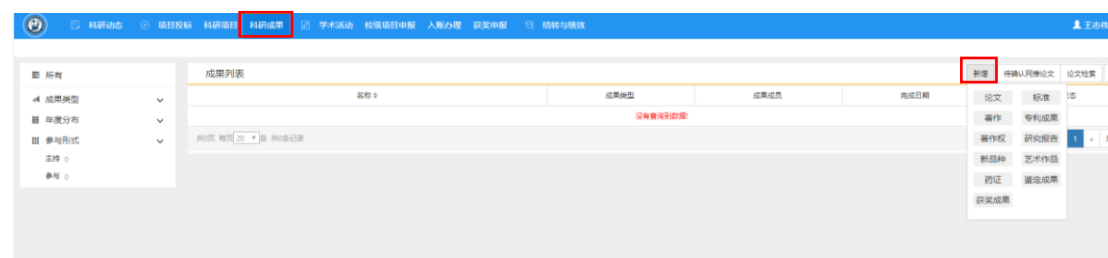 科研动态 项目投标 科研项目 科研成果 学术活动 校级项目申报 入账办理 获奖申报 结转与绩效
所有
成果列表
新增 待确认网推论文 论文检索
成果类型
名称 成果类型 成果成员 完成日期
年度分布
没有查询到数据!
参与形式
共0页 每页 20 条 共0条记录 1 »
主持 0
参与 0
论文 标准
著作 专利成果
著作权 研究报告
新品种 艺术作品
药证 鉴定成果
获奖成果